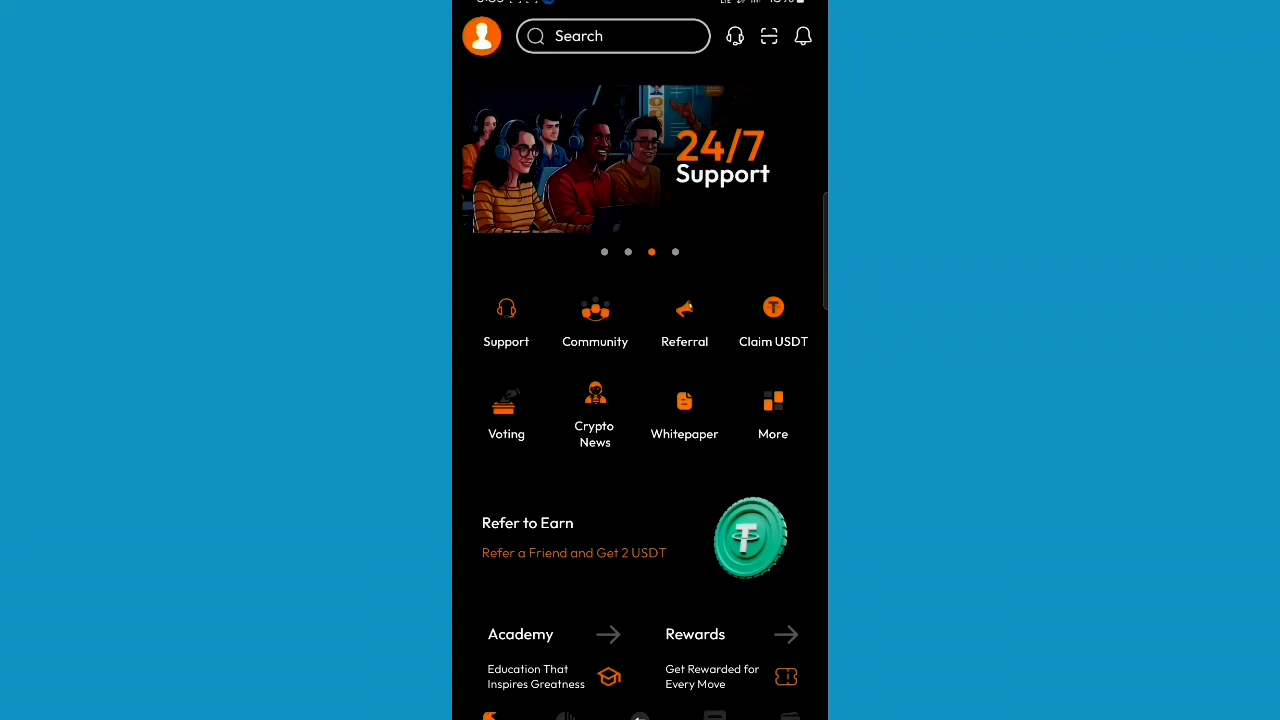 Search
24/7
Support
Support
Community
Referral
Claim USDT
Voting
Crypto
News
Whitepaper
More
Refer to Earn
Refer a Friend and Get 2 USDT
Academy
Rewards
Education That
Inspires Greatness
Get Rewarded for
Every Move